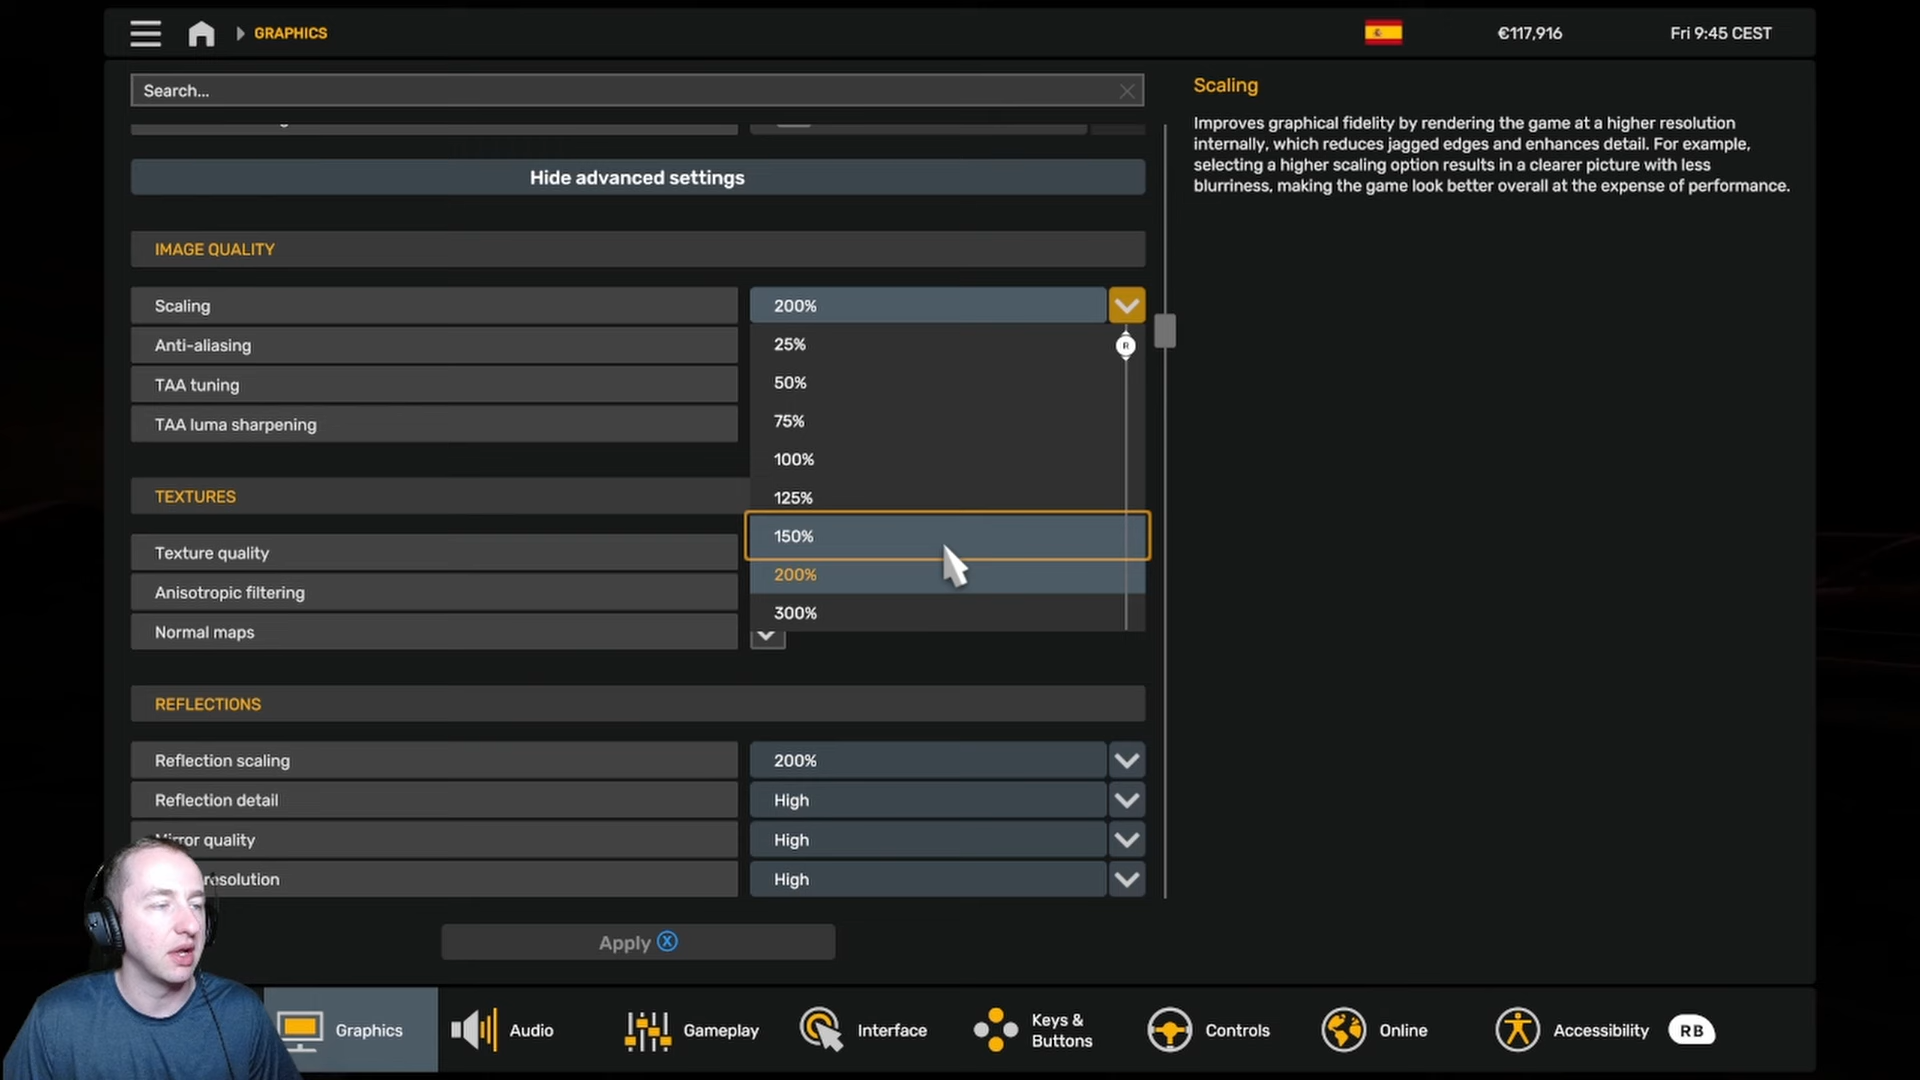 GRAPHICS
€117,916
Fri 9:45 CEST
Search...
Scaling
Improves graphical fidelity by rendering the game at a higher resolution
internally, which reduces jagged edges and enhances detail. For example,
selecting a higher scaling option results in a clearer picture with less
blurriness, making the game look better overall at the expense of performance.
Hide advanced settings
IMAGE QUALITY
Scaling
200%
Anti-aliasing
25%
R
TAA tuning
50%
TAA luma sharpening
75%
100%
TEXTURES
125%
Texture quality
150%
Anisotropic filtering
200%
Normal maps
300%
REFLECTIONS
Reflection scaling
200%
Reflection detail
High
Mirror quality
High
resolution
High
Apply X
Graphics
Audio
Gameplay
Interface
Keys &
Buttons
Controls
Online
Accessibility
RB